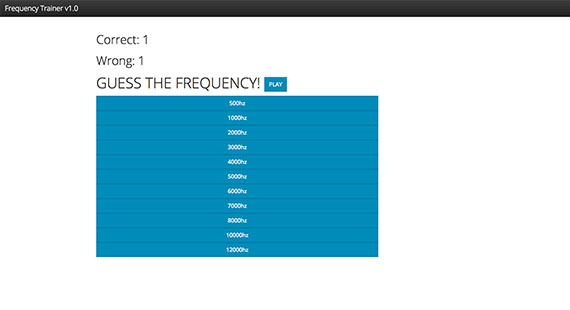 Frequency Trainer v1.0
Correct: 1
Wrong: 1
GUESS THE FREQUENCY! PLAY
500hz
1000hz
2000hz
3000hz
4000hz
5000hz
6000hz
7000hz
8000hz
10000hz
12000hz